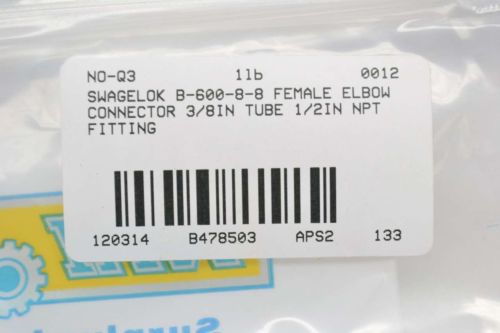 NO-Q3 1lb 0012
SWAGELOK B-600-8-8 FEMALE ELBOW
CONNECTOR 3/8IN TUBE 1/2IN NPT
FITTING
120314 B478503 APS2 133